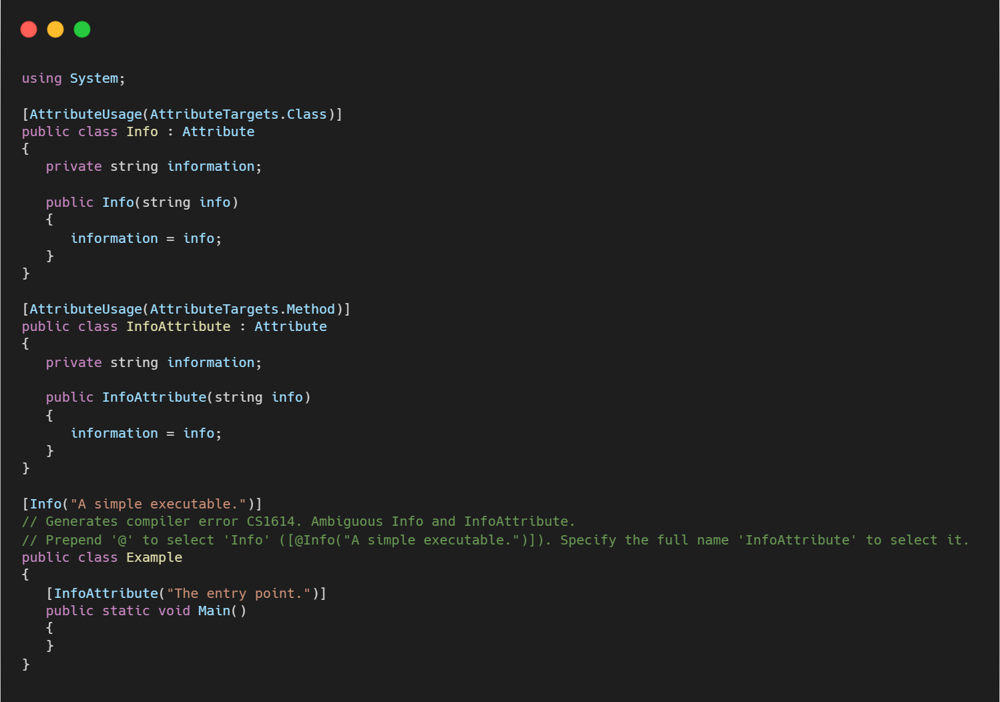 using System;
[AttributeUsage(AttributeTargets.Class)]
public class Info : Attribute
{
   private string information;
   public Info(string info)
   {
      information = info;
   }
}
[AttributeUsage(AttributeTargets.Method)]
public class InfoAttribute : Attribute
{
   private string information;
   public InfoAttribute(string info)
   {
      information = info;
   }
}
[Info("A simple executable.")]
// Generates compiler error CS1614. Ambiguous Info and InfoAttribute.
// Prepend '@' to select 'Info' ([@Info("A simple executable.")]). Specify the full name 'InfoAttribute' to select it.
public class Example
{
   [InfoAttribute("The entry point.")]
   public static void Main()
   {
   }
}